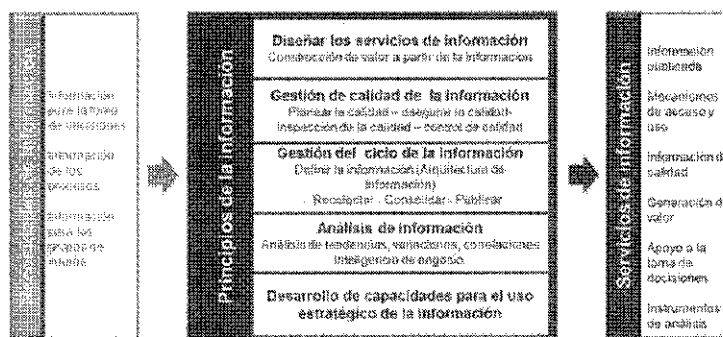 Información
para la toma
de decisiones
Información
de los
procesos
Información
para los
grupos de
interés
Principios de la información
Diseñar los servicios de información
Construcción de valor a partir de la información
Gestión de calidad de la información
Planear la calidad – asegurar la calidad-
inspección de la calidad – control de calidad
Gestión del ciclo de la información
Definir la información(Arquitectura de
información)
- Recolectar - Consolidar - Publicar
Análisis de información
Análisis de tendencias, variaciones, correlaciones
Inteligencia de negocio.
Desarrollo de capacidades para el uso
estratégico de la información
Servicios de información
Información
publicada
Mecanismos
de acceso y
uso
Información d
calidad
Generación d
valor
Apoyo a la
toma de
decisiones
Instrumentos
de análisis